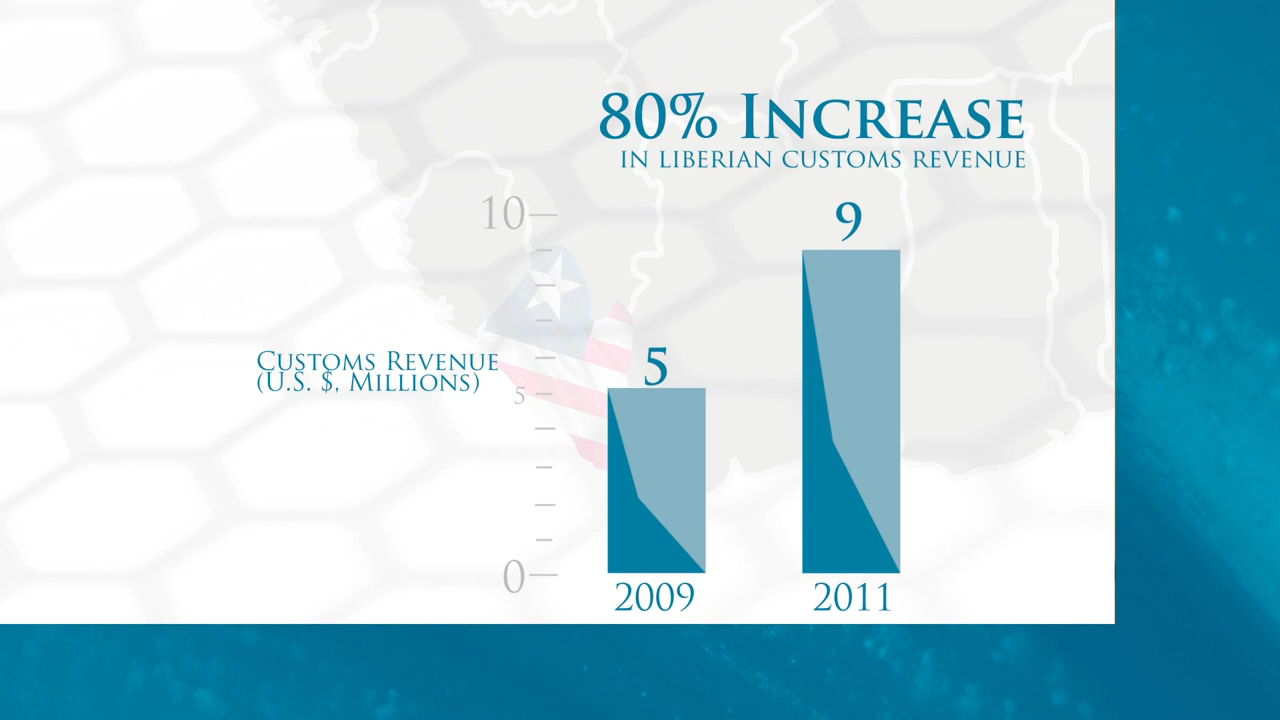 80% INCREASE
IN LIBERIAN CUSTOMS REVENUE
10
9
5
CUSTOMS REVENUE
(U.S. $, MILLIONS)
5
0
2009
2011